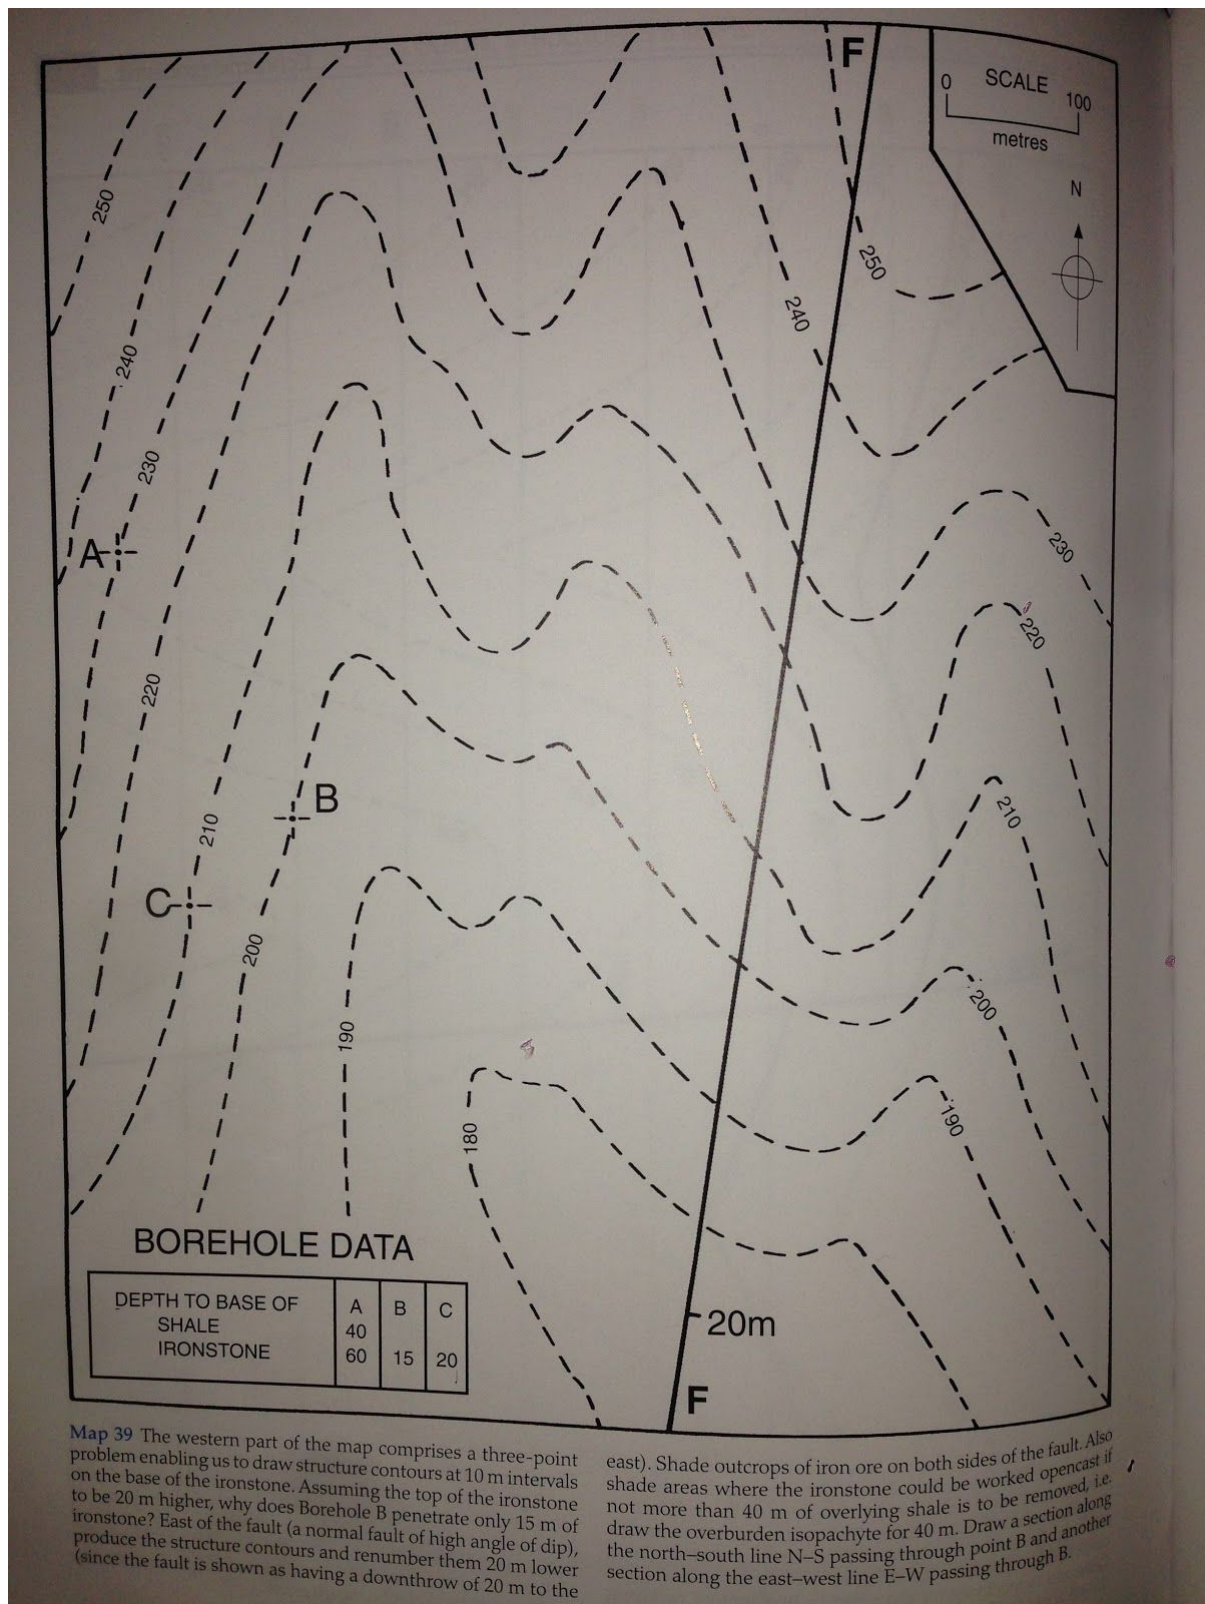 F
SCALE
0 100
metres
N
250
250
240
240
230
A
230
220
220
B
210
210
C
200
200
190
190
180
BOREHOLE DATA
DEPTH TO BASE OF A B C
SHALE 40
IRONSTONE 60 15 20
20m
F
Map 39 The western part of the map comprises a three-point
problem enabling us to draw structure contours at 10 m intervals
on the base of the ironstone. Assuming the top of the ironstone
to be 20 m higher, why does Borehole B penetrate only 15 m of
ironstone? East of the fault (a normal fault of high angle of dip),
produce the structure contours and renumber them 20 m lower
(since the fault is shown as having a downthrow of 20 m to the
east). Shade outcrops of iron ore on both sides of the fault. Also
shade areas where the ironstone could be worked opencast if
not more than 40 m of overlying shale is to be removed, i.e.
draw the overburden isopachyte for 40 m. Draw a section along
the north–south line N–S passing through point B and another
section along the east–west line E–W passing through B.